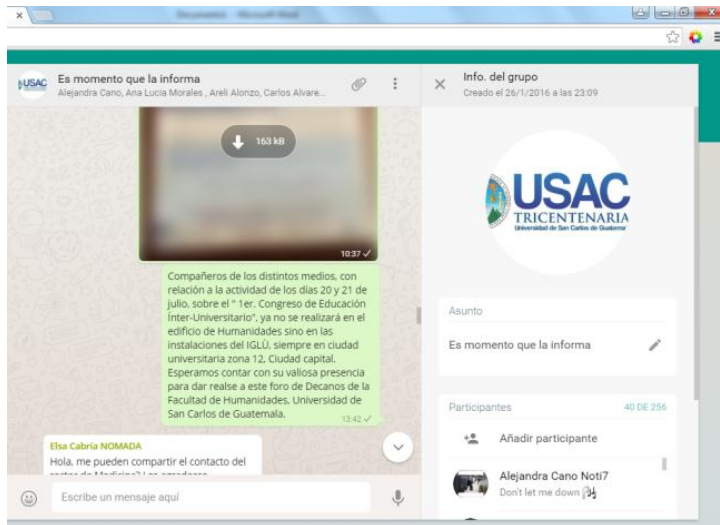 Document1 - Microsoft Word
USAC
Es momento que la informa
Alejandra Cano, Ana Lucia Morales , Areli Alonzo, Carlos Alvare...
163 kB
10:37
Compañeros de los distintos medios, con
relación a la actividad de los días 20 y 21 de
julio, sobre el " 1er. Congreso de Educación
Ínter-Universitario", ya no se realizará en el
edificio de Humanidades sino en las
instalaciones del IGLÙ, siempre en ciudad
universitaria zona 12, Ciudad capital.
Esperamos contar con su valiosa presencia
para dar realse a este foro de Decanos de la
Facultad de Humanidades, Universidad de
San Carlos de Guatemala.
13:42
Elsa Cabria NOMADA
Hola, me pueden compartir el contacto del
Escribe un mensaje aquí
Info. del grupo
Creado el 26/1/2016 a las 23:09
USAC
TRICENTENARIA
Universidad de San Carlos de Guatemala
Asunto
Es momento que la informa
Participantes
40 DE 256
Añadir participante
Alejandra Cano Noti7
Don't let me down